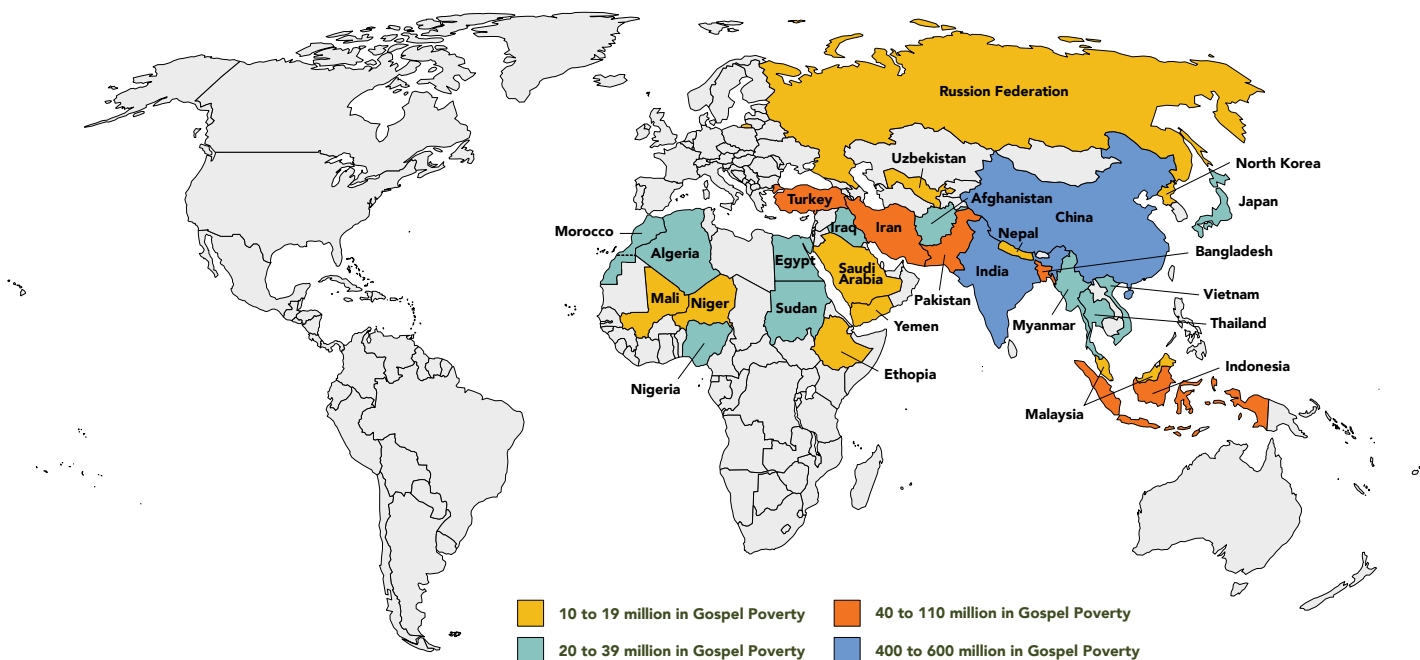 Russion Federation
Uzbekistan
North Korea
Afghanistan
Turkey
Japan
China
Morocco
Iraq
Iran
Nepal
Algeria
Bangladesh
Egypt
India
Saudi
Arabia
Vietnam
Mali
Niger
Pakistan
Sudan
Yemen
Myanmar
Thailand
Indonesia
Ethopia
Nigeria
Malaysia
10 to 19 million in Gospel Poverty
40 to 110 million in Gospel Poverty
20 to 39 million in Gospel Poverty
400 to 600 million in Gospel Poverty